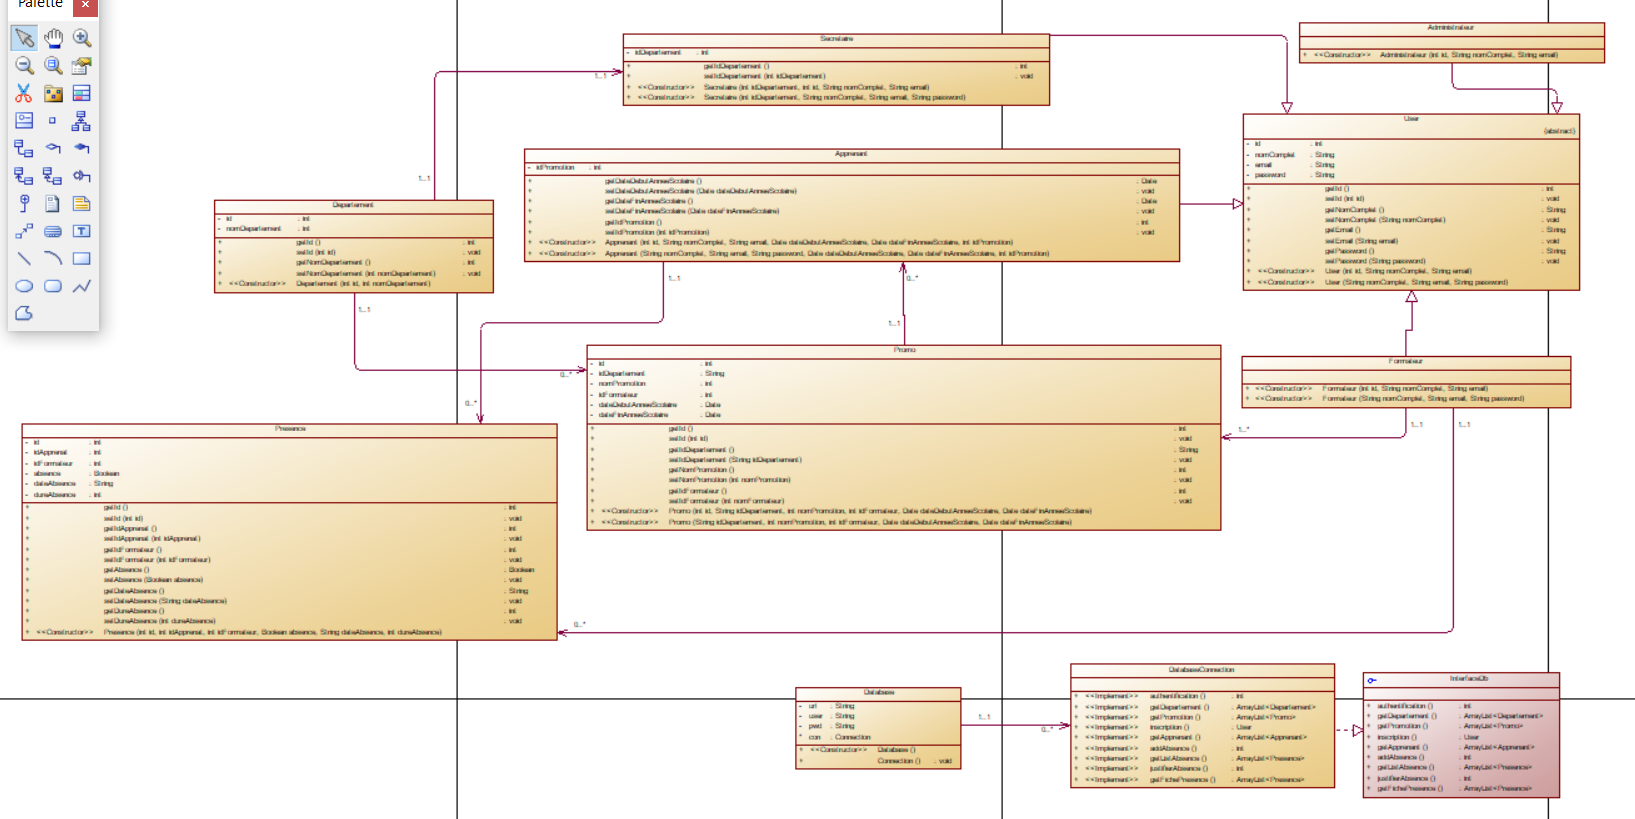 Palette
Secretaire
- idDepartement : int
+ getIdDepartement () : int
+ setIdDepartement (int idDepartement) : void
+ <<Constructor>> Secretaire (int idDepartement, int id, String nomComplet, String email)
+ <<Constructor>> Secretaire (int idDepartement, String nomComplet, String email, String password)
Administrateur
+ <<Constructor>> Administrateur (int id, String nomComplet, String email)
1..1
1..1
User
{abstract}
- id : int
- nomComplet : String
- email : String
- password : String
+ getId () : int
+ setId (int id) : void
+ getNomComplet () : String
+ setNomComplet (String nomComplet) : void
+ getEmail () : String
+ setEmail (String email) : void
+ getPassword () : String
+ setPassword (String password) : void
+ <<Constructor>> User (int id, String nomComplet, String email)
+ <<Constructor>> User (String nomComplet, String email, String password)
Apprenant
- idPromotion : int
+ getDateDebutAnneeScolaire () : Date
+ setDateDebutAnneeScolaire (Date dateDebutAnneeScolaire) : void
+ getDateFinAnneeScolaire () : Date
+ setDateFinAnneeScolaire (Date dateFinAnneeScolaire) : void
+ getIdPromotion () : int
+ setIdPromotion (int idPromotion) : void
+ <<Constructor>> Apprenant (int id, String nomComplet, String email, Date dateDebutAnneeScolaire, Date dateFinAnneeScolaire, int idPromotion)
+ <<Constructor>> Apprenant (String nomComplet, String email, String password, Date dateDebutAnneeScolaire, Date dateFinAnneeScolaire, int idPromotion)
Departement
- id : int
- nomDepartement : int
+ getId () : int
+ setId (int id) : void
+ getNomDepartement () : int
+ setNomDepartement (int nomDepartement) : void
+ <<Constructor>> Departement (int id, int nomDepartement)
1..1
0..*
1..1
0..*
1..1
0..*
Promo
- id : int
- idDepartement : String
- nomPromotion : int
- idFormateur : int
- dateDebutAnneeScolaire : Date
- dateFinAnneeScolaire : Date
+ getId () : int
+ setId (int id) : void
+ getIdDepartement () : String
+ setIdDepartement (String idDepartement) : void
+ getNomPromotion () : int
+ setNomPromotion (int nomPromotion) : void
+ getIdFormateur () : int
+ setIdFormateur (int nomFormateur) : void
+ <<Constructor>> Promo (int id, String idDepartement, int nomPromotion, int idFormateur, Date dateDebutAnneeScolaire, Date dateFinAnneeScolaire)
+ <<Constructor>> Promo (String idDepartement, int nomPromotion, int idFormateur, Date dateDebutAnneeScolaire, Date dateFinAnneeScolaire)
Formateur
+ <<Constructor>> Formateur (int id, String nomComplet, String email)
+ <<Constructor>> Formateur (String nomComplet, String email, String password)
1..*
1..1
1..1
Presence
- id : int
- idApprenat : int
- idFormateur : int
- absence : Boolean
- dateAbsence : String
- dureAbsence : int
+ getId () : int
+ setId (int id) : void
+ getIdApprenat () : int
+ setIdApprenat (int idApprenat) : void
+ getIdFormateur () : int
+ setIdFormateur (int idFormateur) : void
+ getAbsence () : Boolean
+ setAbsence (Boolean absence) : void
+ getDateAbsence () : String
+ setDateAbsence (String dateAbsence) : void
+ getDureAbsence () : int
+ setDureAbsence (int dureAbsence) : void
+ <<Constructor>> Presence (int id, int idApprenat, int idFormateur, Boolean absence, String dateAbsence, int dureAbsence)
0..*
Database
- url : String
- user : String
- pwd : String
* con : Connection
+ <<Constructor>> Database ()
+ Connection () : void
1..1
0..*
DatabaseConnection
+ <<Implement>> authentification () : int
+ <<Implement>> getDepartement () : ArrayList<Departement>
+ <<Implement>> getPromotion () : ArrayList<Promo>
+ <<Implement>> inscription () : User
+ <<Implement>> getApprenant () : ArrayList<Apprenant>
+ <<Implement>> addAbsence () : int
+ <<Implement>> getListAbsence () : ArrayList<Presence>
+ <<Implement>> justifierAbsence () : int
+ <<Implement>> getFichePresence () : ArrayList<Presence>
InterfaceDb
+ authentification () : int
+ getDepartement () : ArrayList<Departement>
+ getPromotion () : ArrayList<Promo>
+ inscription () : User
+ getApprenant () : ArrayList<Apprenant>
+ addAbsence () : int
+ getListAbsence () : ArrayList<Presence>
+ justifierAbsence () : int
+ getFichePresence () : ArrayList<Presence>